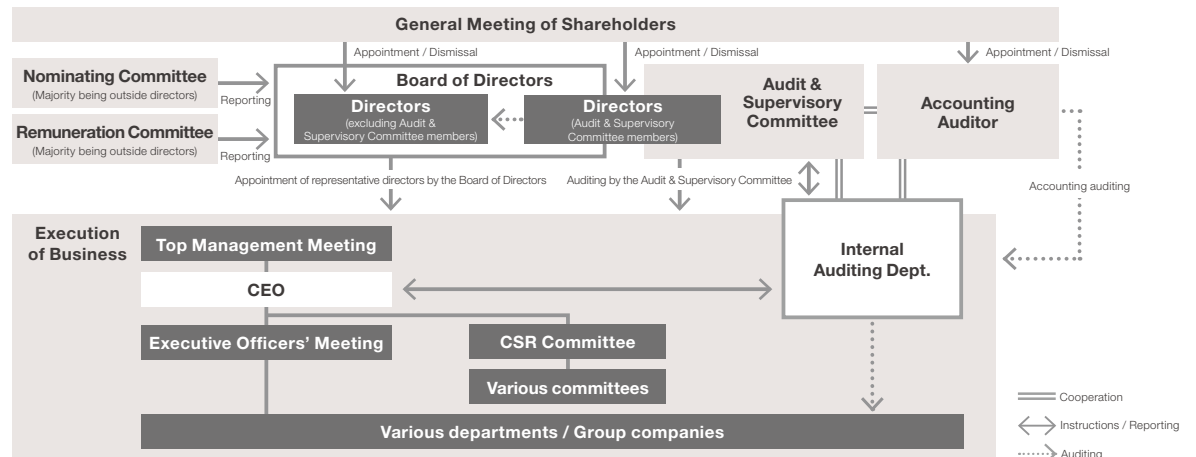 General Meeting of Shareholders
Appointment / Dismissal
Appointment / Dismissal
Appointment / Dismissal
Nominating Committee
(Majority being outside directors)
Reporting
Remuneration Committee
(Majority being outside directors)
Reporting
Board of Directors
Directors
(excluding Audit &
Supervisory Committee members)
Directors
(Audit & Supervisory
Committee members)
Audit &
Supervisory
Committee
Accounting
Auditor
Appointment of representative directors by the Board of Directors
Auditing by the Audit & Supervisory Committee
Accounting auditing
Execution
of Business
Top Management Meeting
CEO
Internal
Auditing Dept.
Executive Officers’ Meeting
CSR Committee
Various committees
Various departments / Group companies
Cooperation
Instructions / Reporting
Auditing